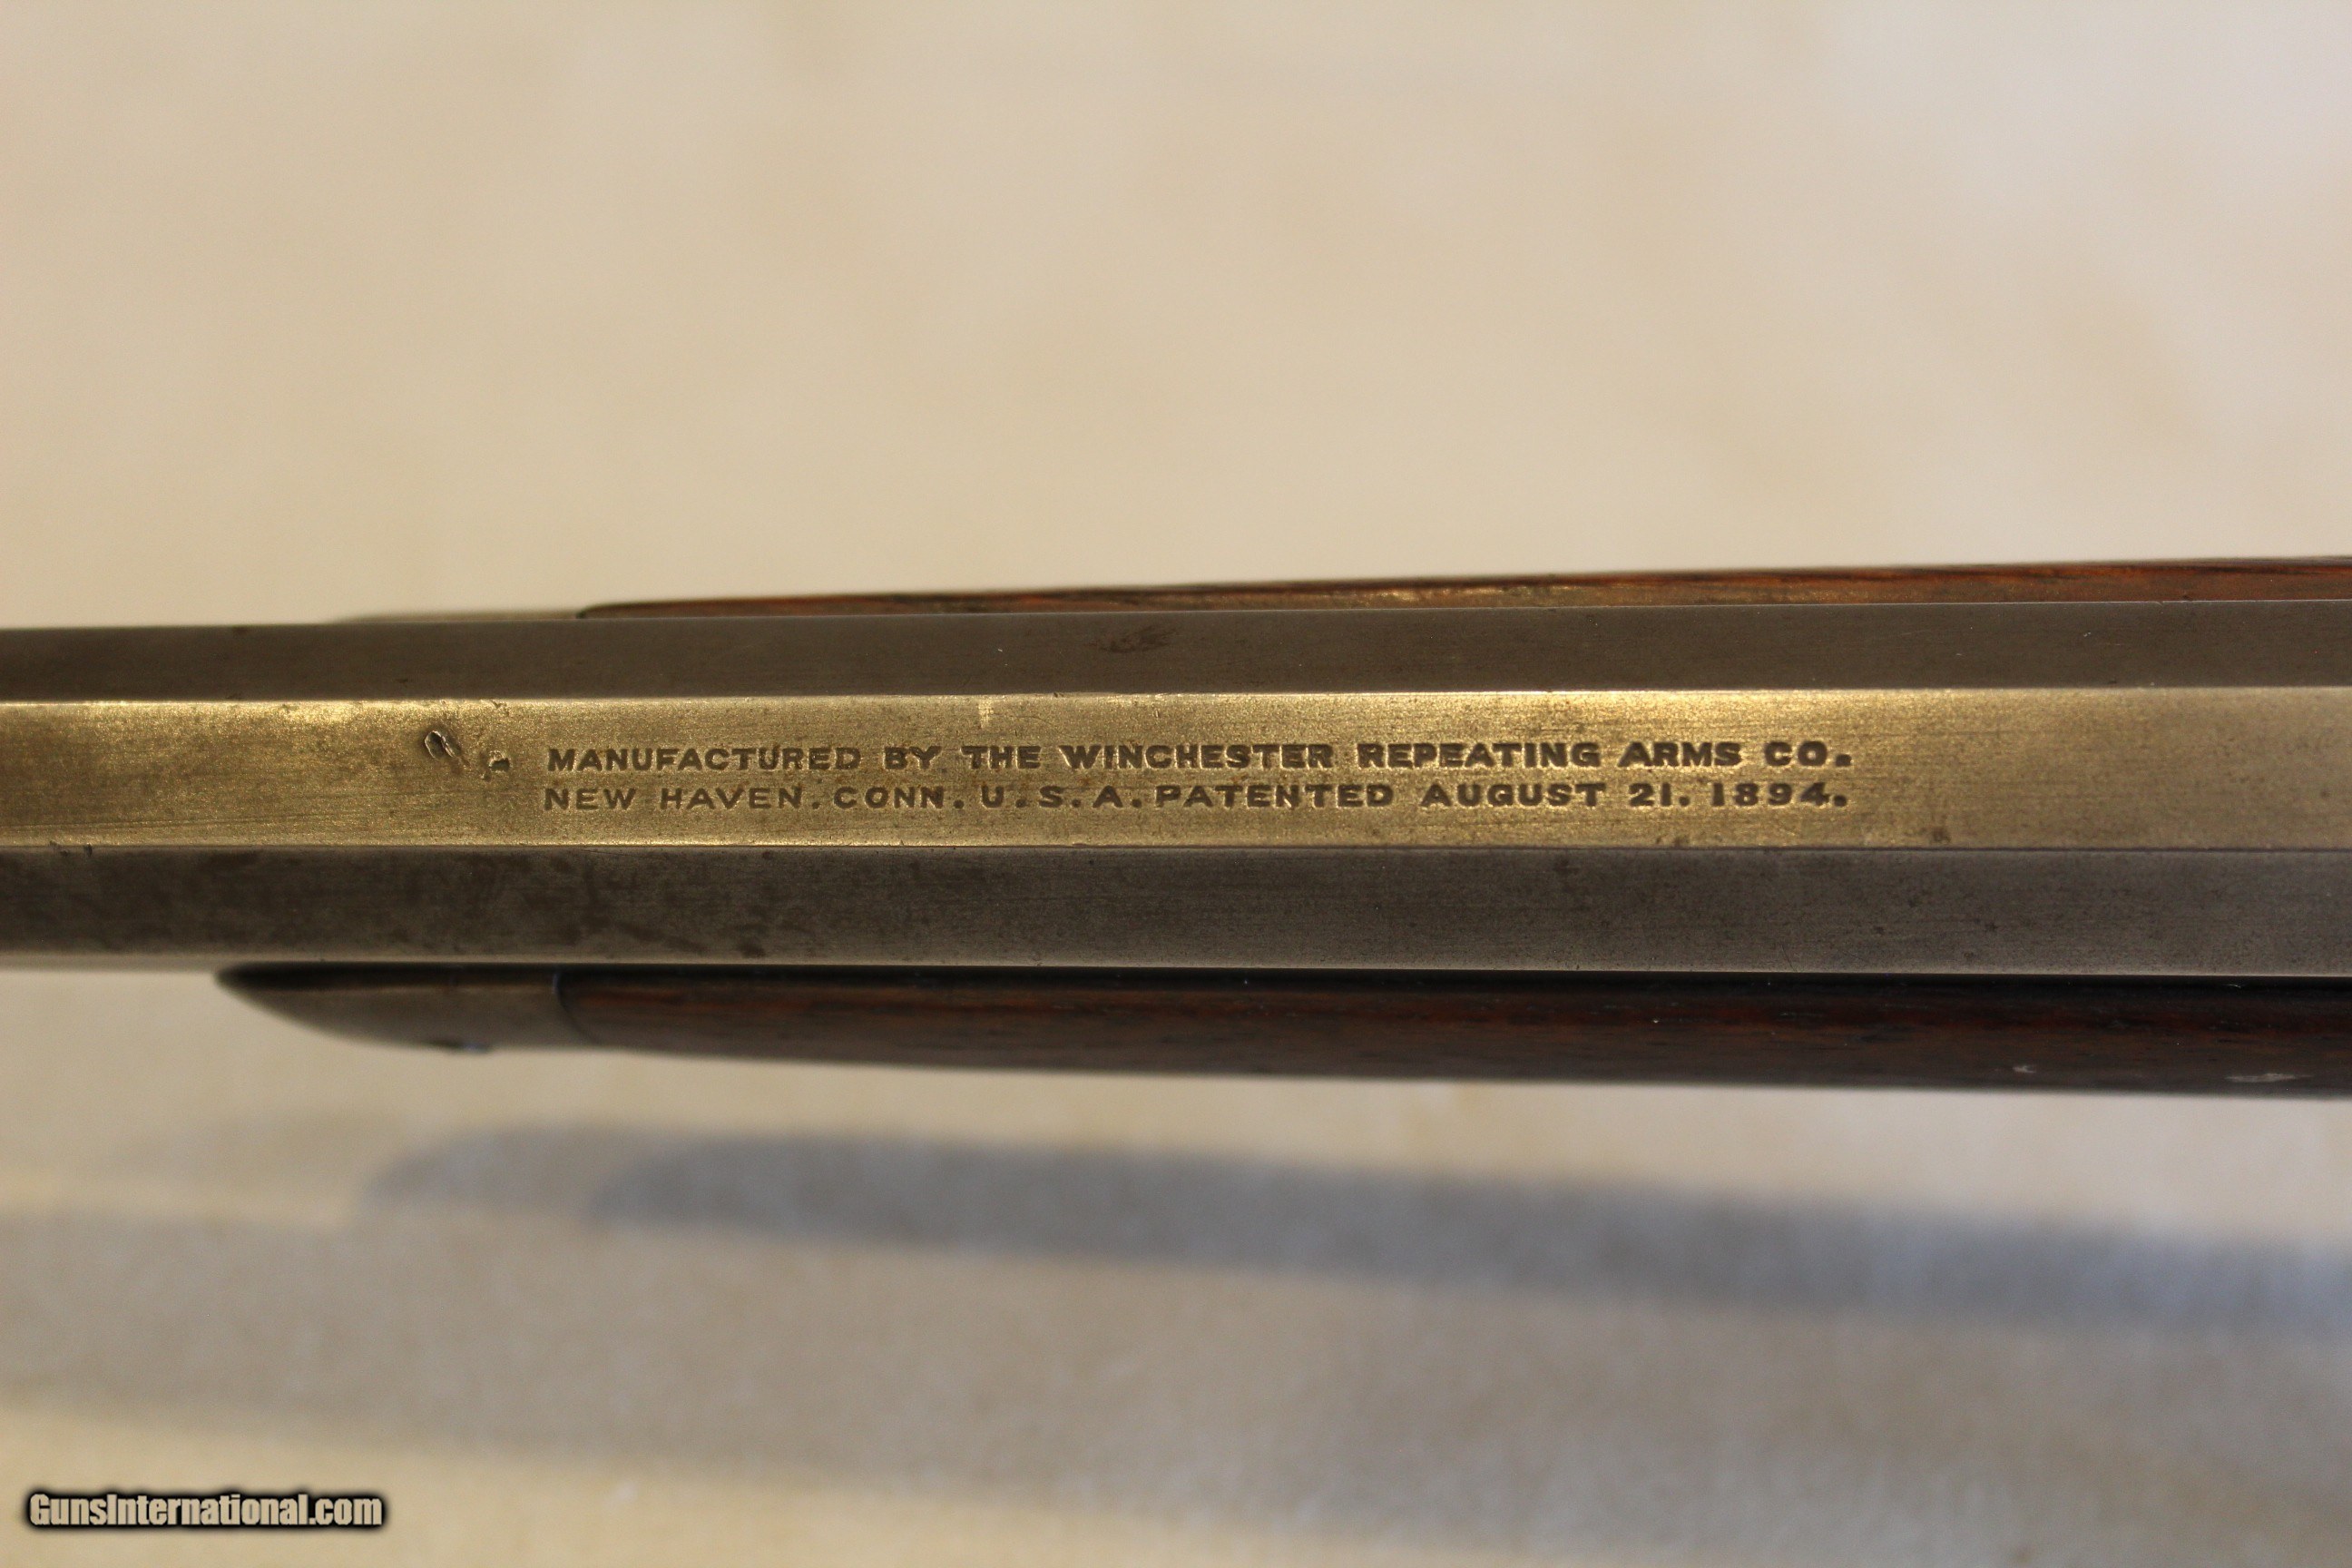 MANUFACTURED BY THE WINCHESTER REPEATING ARMS CO.
NEW HAVEN. CONN. U.S.A. PATENTED AUGUST 21. 1894.
GunsInternational.com